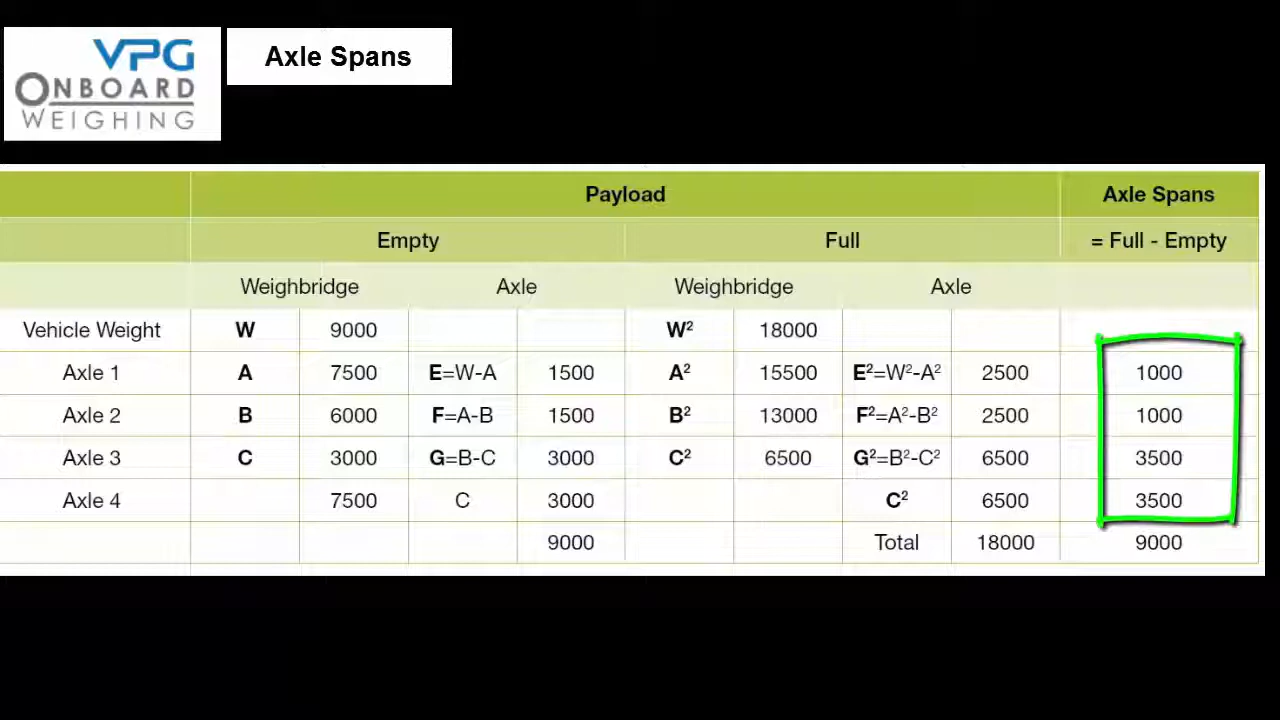 VPG
ONBOARD
WEIGHING
Axle Spans
Payload Axle Spans
Empty Full = Full - Empty
Weighbridge Axle Weighbridge Axle
Vehicle Weight W 9000 W² 18000
Axle 1 A 7500 E=W-A 1500 A² 15500 E²=W²-A² 2500 1000
Axle 2 B 6000 F=A-B 1500 B² 13000 F²=A²-B² 2500 1000
Axle 3 C 3000 G=B-C 3000 C² 6500 G²=B²-C² 6500 3500
Axle 4 7500 C 3000 C² 6500 3500
9000 Total 18000 9000